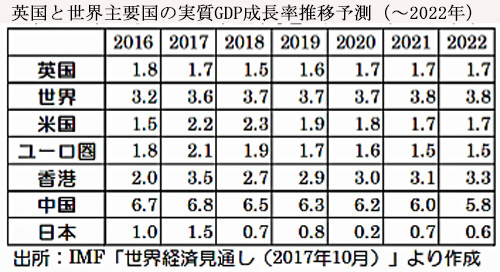 英国と世界主要国の実質GDP成長率推移予測（～2022年）
2016 2017 2018 2019 2020 2021 2022
英国 1.8 1.7 1.5 1.6 1.7 1.7 1.7
世界 3.2 3.6 3.7 3.7 3.7 3.8 3.8
米国 1.5 2.2 2.3 1.9 1.8 1.7 1.7
ユーロ圏 1.8 2.1 1.9 1.7 1.6 1.5 1.5
香港 2.0 3.5 2.7 2.9 3.0 3.1 3.3
中国 6.7 6.8 6.5 6.3 6.2 6.0 5.8
日本 1.0 1.5 0.7 0.8 0.2 0.7 0.6
出所：IMF「世界経済見通し（2017年10月）」より作成